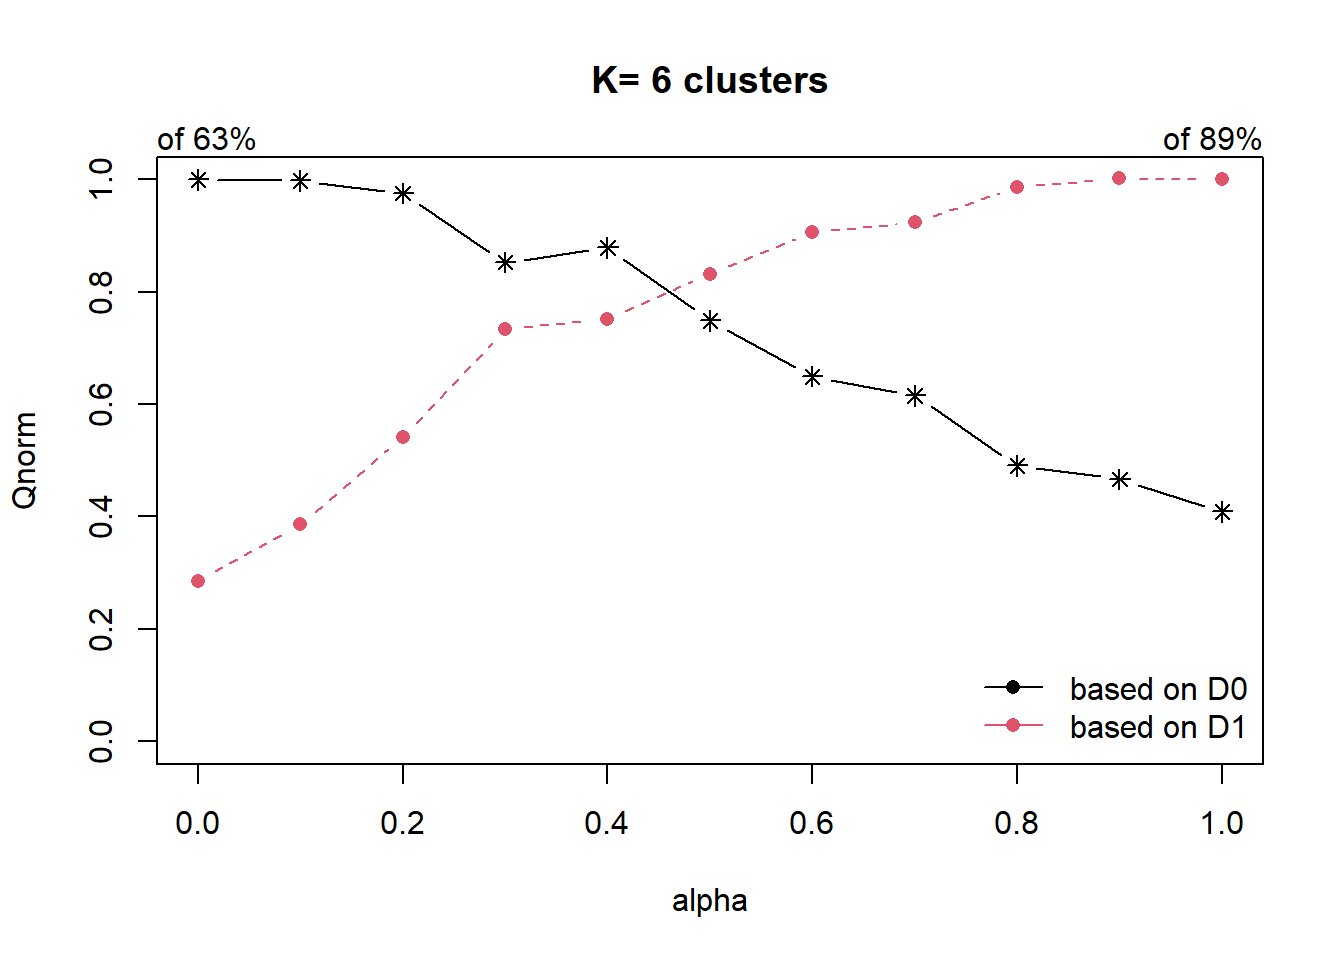 K= 6 clusters
of 63%
of 89%
Qnorm
1.0
0.8
0.6
0.4
0.2
0.0
based on D0
based on D1
0.0 0.2 0.4 0.6 0.8 1.0
alpha